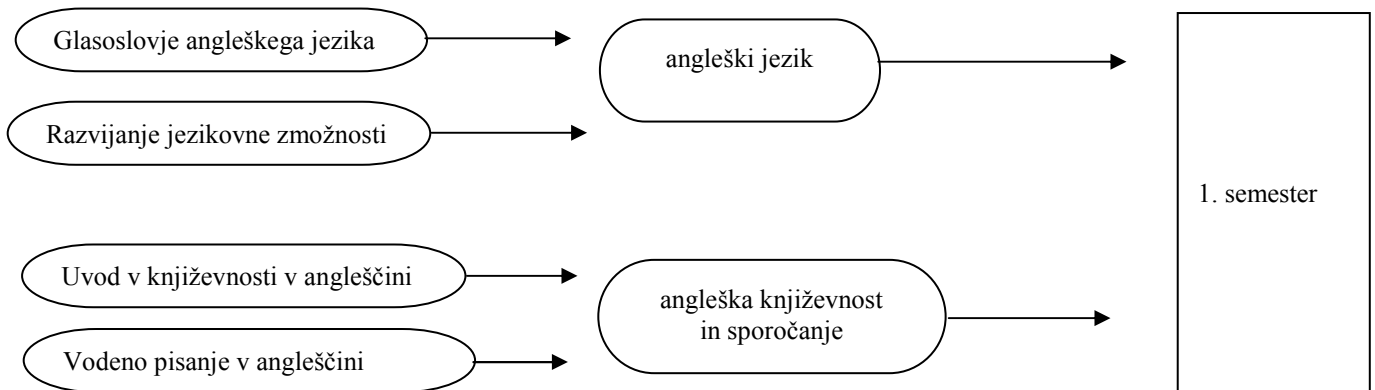 Glasoslovje angleškega jezika
angleški jezik
Razvijanje jezikovne zmožnosti
1. semester
Uvod v književnosti v angleščini
angleška književnost
in sporočanje
Vodeno pisanje v angleščini